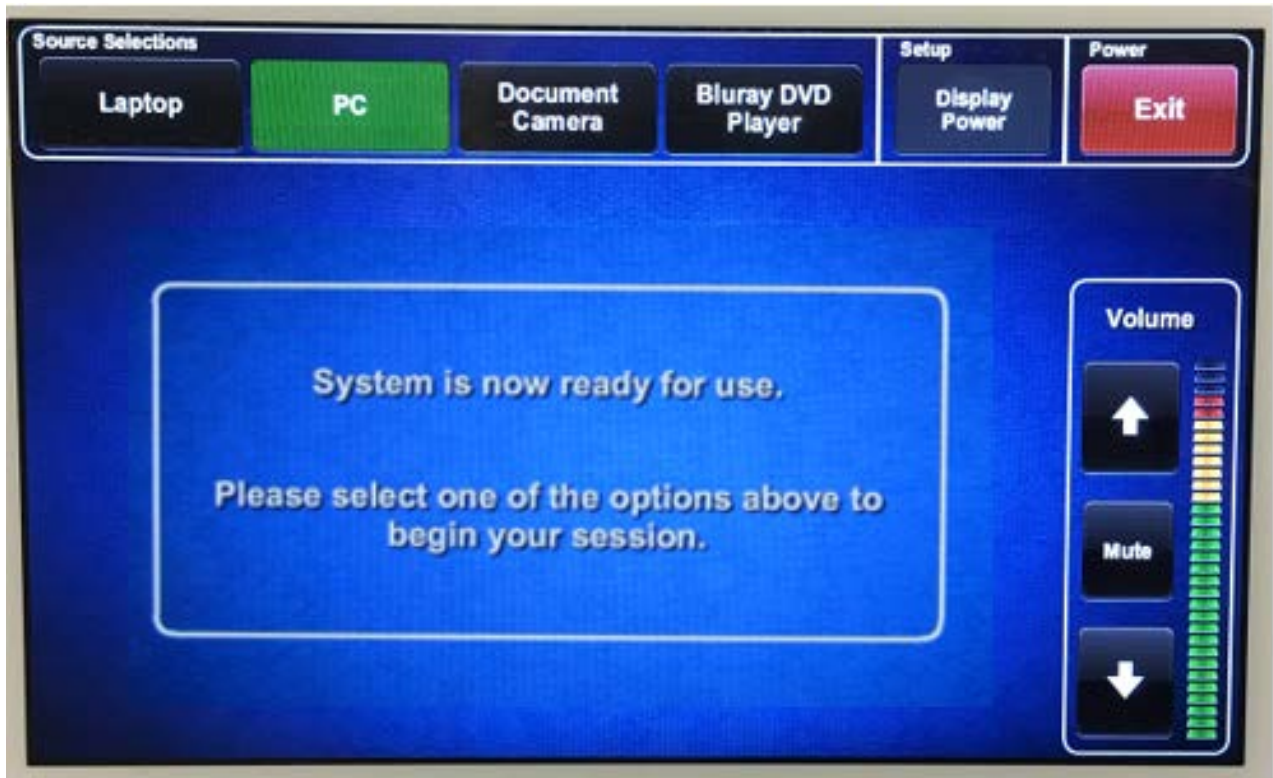 Source Selections
Setup
Power
Laptop
PC
Document
Camera
Bluray DVD
Player
Display
Power
Exit
System is now ready for use.
Please select one of the options above to
begin your session.
Volume
Mute